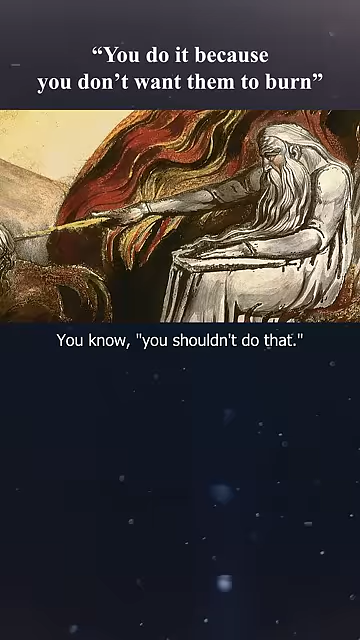 “You do it because
you don’t want them to burn”
You know, "you shouldn't do that."